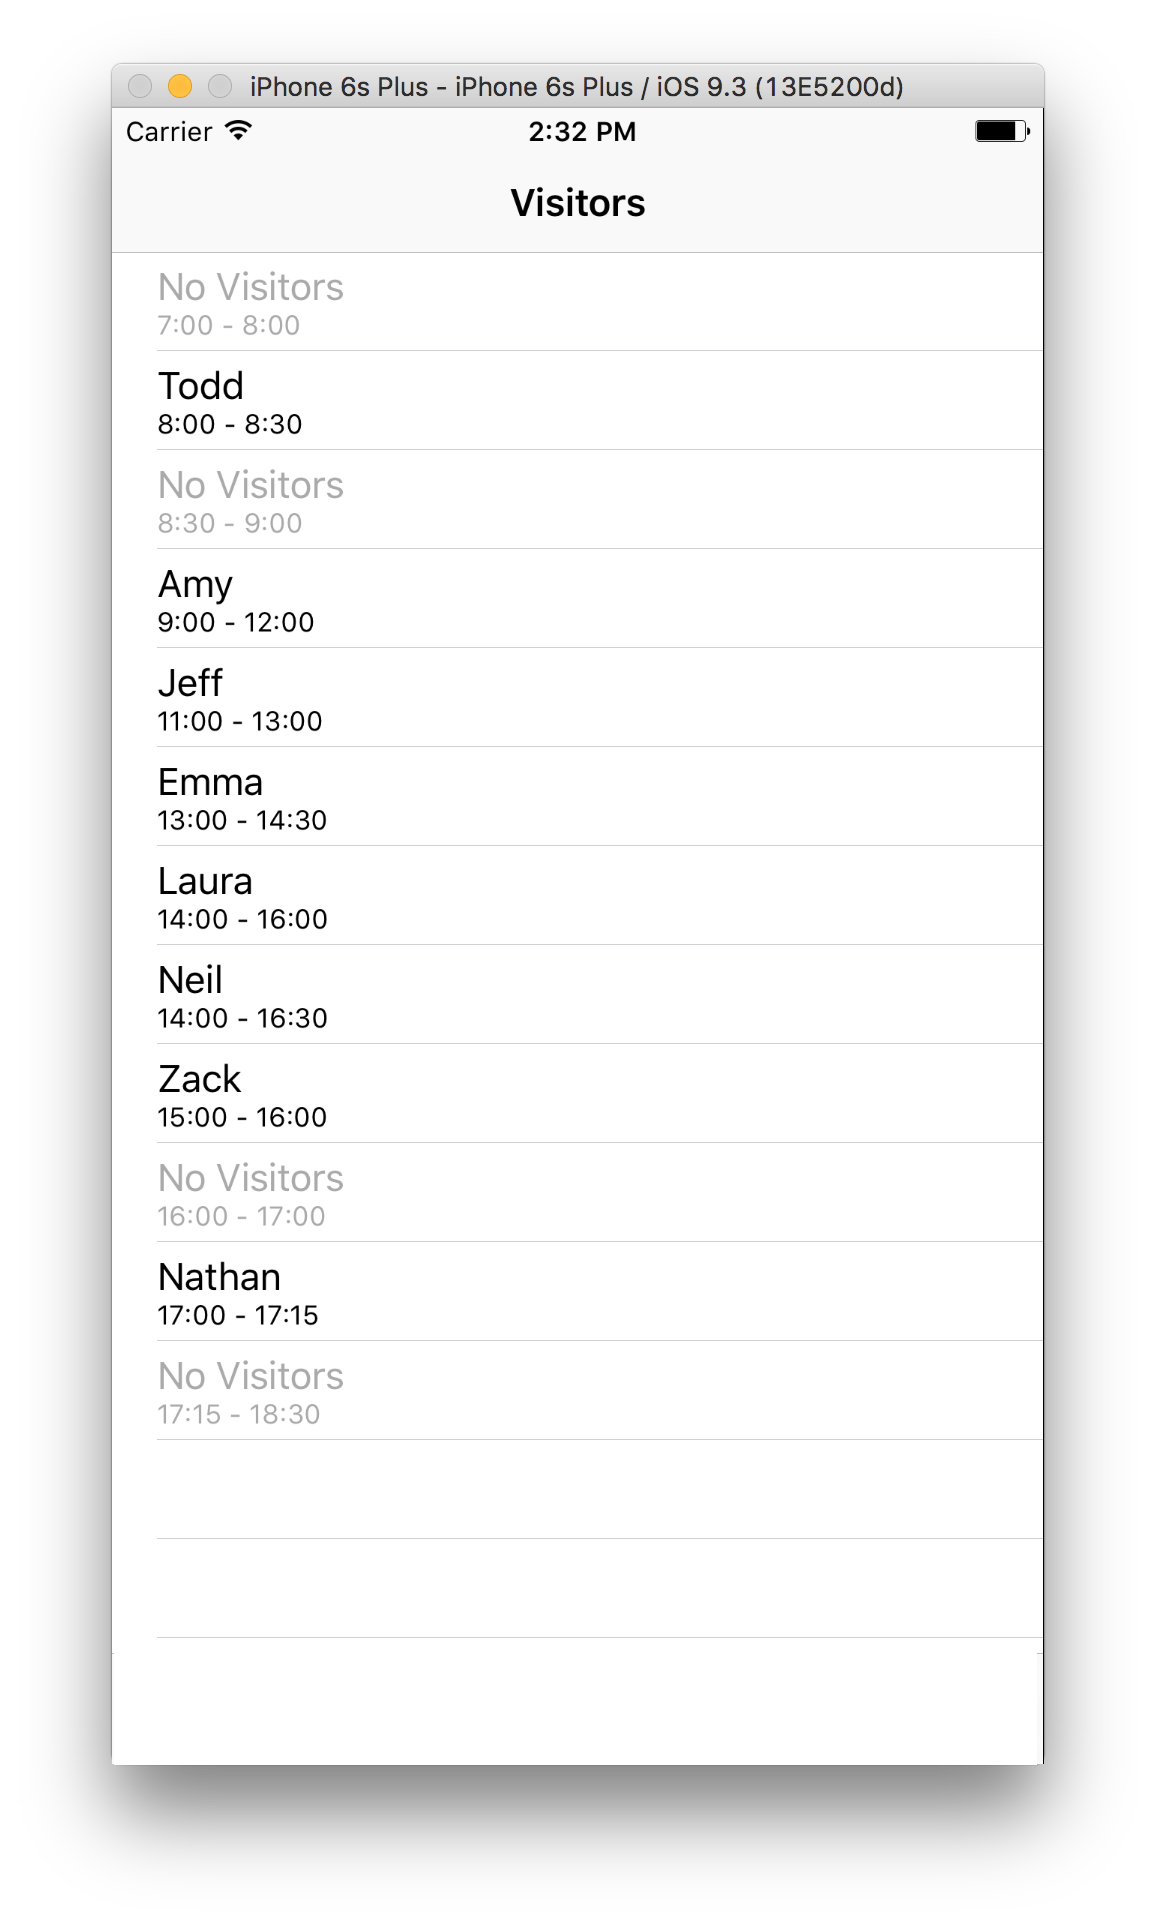 iPhone 6s Plus - iPhone 6s Plus / iOS 9.3 (13E5200d)
Carrier 2:32 PM
Visitors
No Visitors
7:00 - 8:00
Todd
8:00 - 8:30
No Visitors
8:30 - 9:00
Amy
9:00 - 12:00
Jeff
11:00 - 13:00
Emma
13:00 - 14:30
Laura
14:00 - 16:00
Neil
14:00 - 16:30
Zack
15:00 - 16:00
No Visitors
16:00 - 17:00
Nathan
17:00 - 17:15
No Visitors
17:15 - 18:30